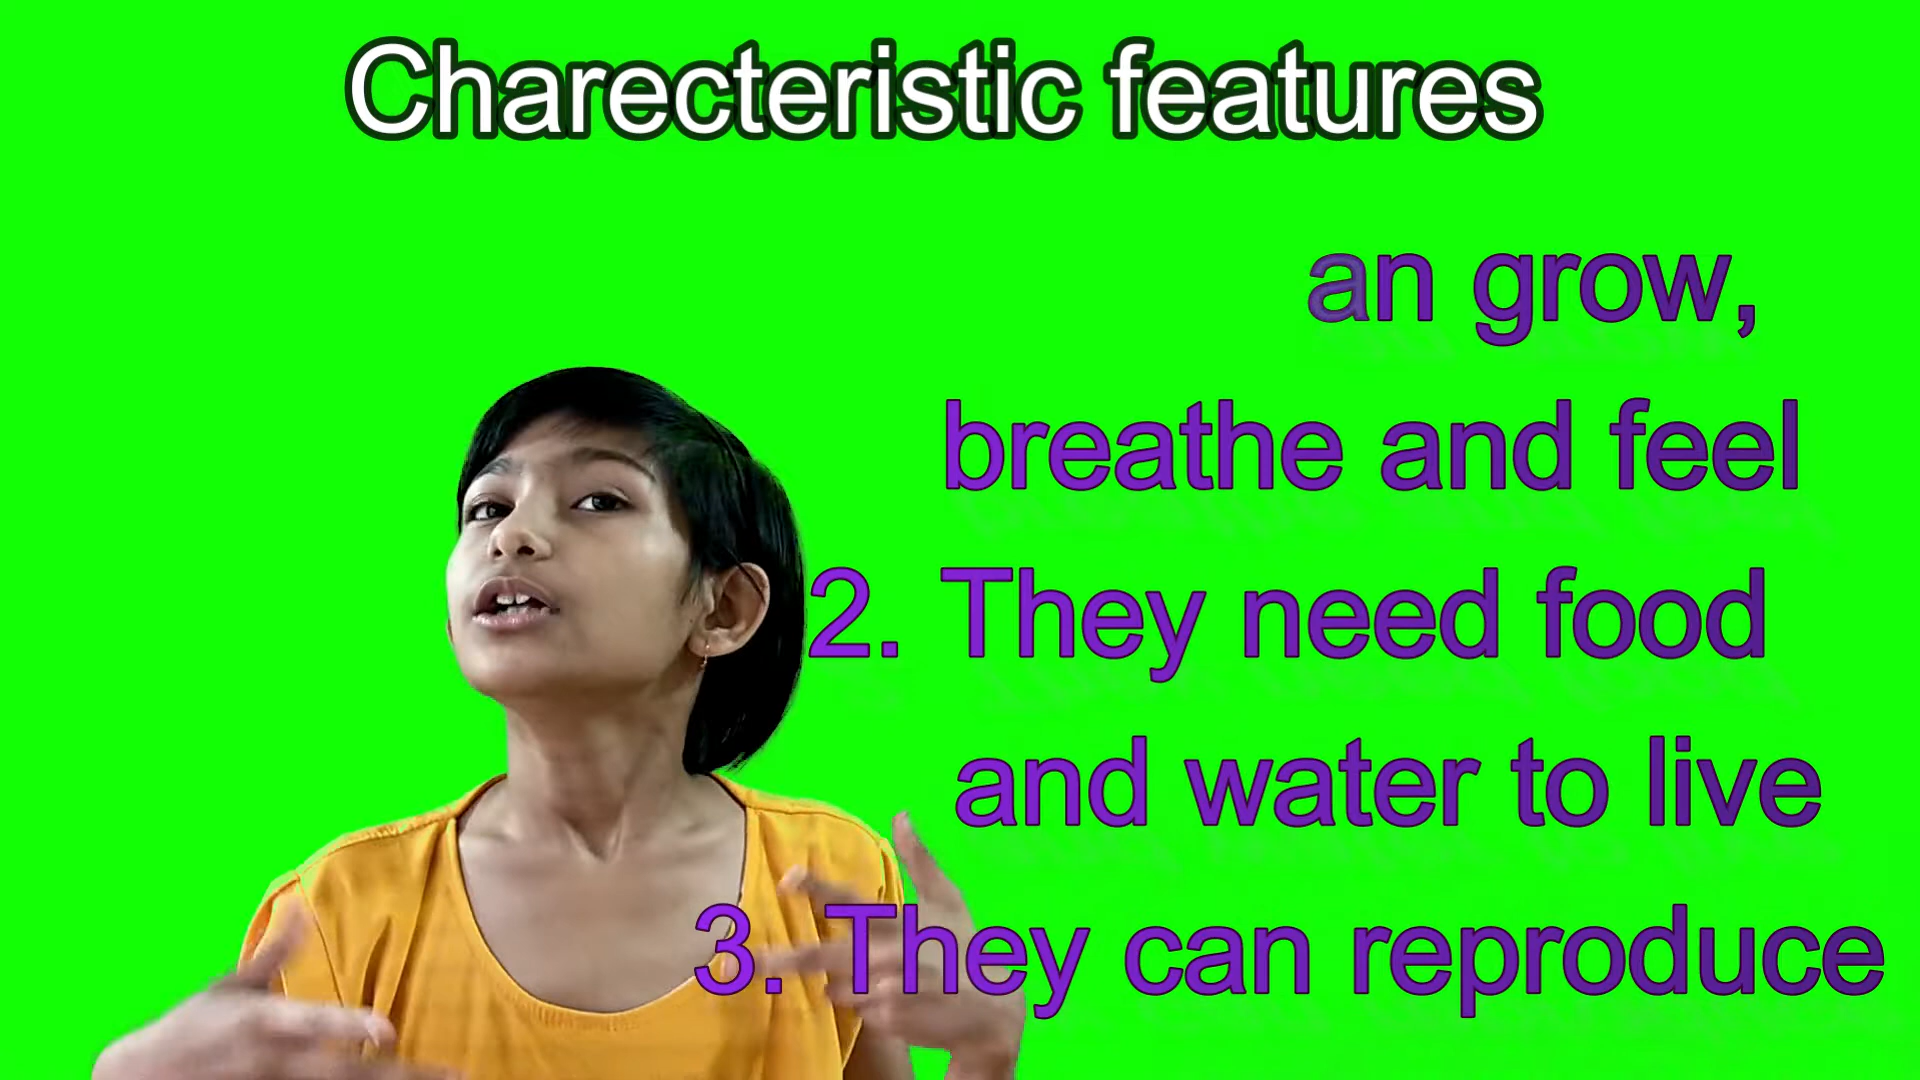 Charecteristic features
an grow,
breathe and feel
2. They need food
and water to live
3. They can reproduce